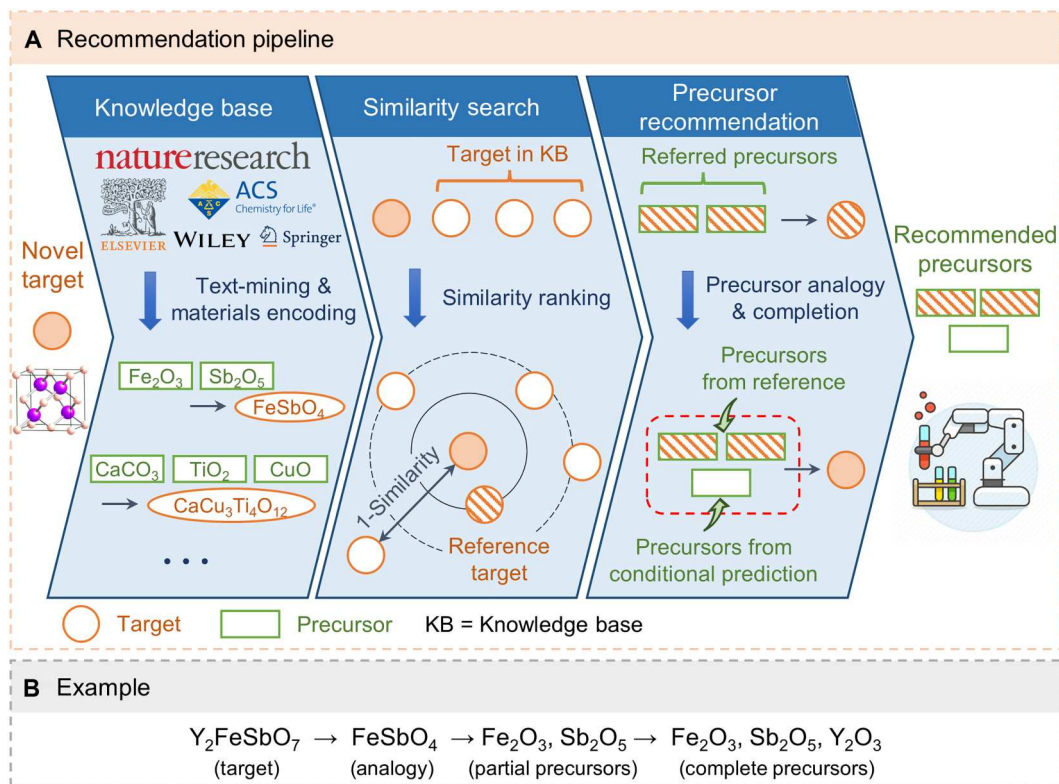 A Recommendation pipeline
Knowledge base
natureresearch
ELSEVIER
A C S
ACS
Chemistry for Life®
WILEY
Springer
Text-mining &
materials encoding
Fe₂O₃ Sb₂O₅
→ FeSbO₄
CaCO₃ TiO₂ CuO
→ CaCu₃Ti₄O₁₂
• • •
Similarity search
Target in KB
Similarity ranking
1-Similarity
Reference
target
Precursor
recommendation
Referred precursors
Precursor analogy
& completion
Precursors
from reference
Precursors from
conditional prediction
Novel
target
Recommended
precursors
Target Precursor KB = Knowledge base
B Example
Y₂FeSbO₇ → FeSbO₄ → Fe₂O₃, Sb₂O₅ → Fe₂O₃, Sb₂O₅, Y₂O₃
(target) (analogy) (partial precursors) (complete precursors)